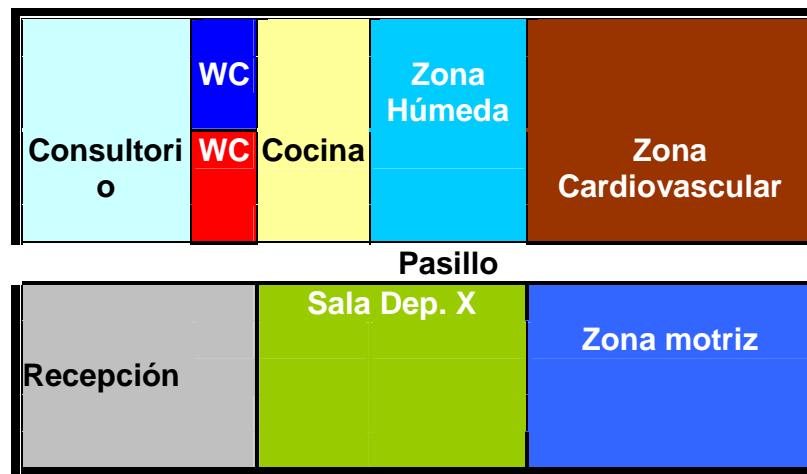 WC
Zona
Húmeda
Consultori
o
WC
Cocina
Zona
Cardiovascular
Pasillo
Sala Dep. X
Zona motriz
Recepción